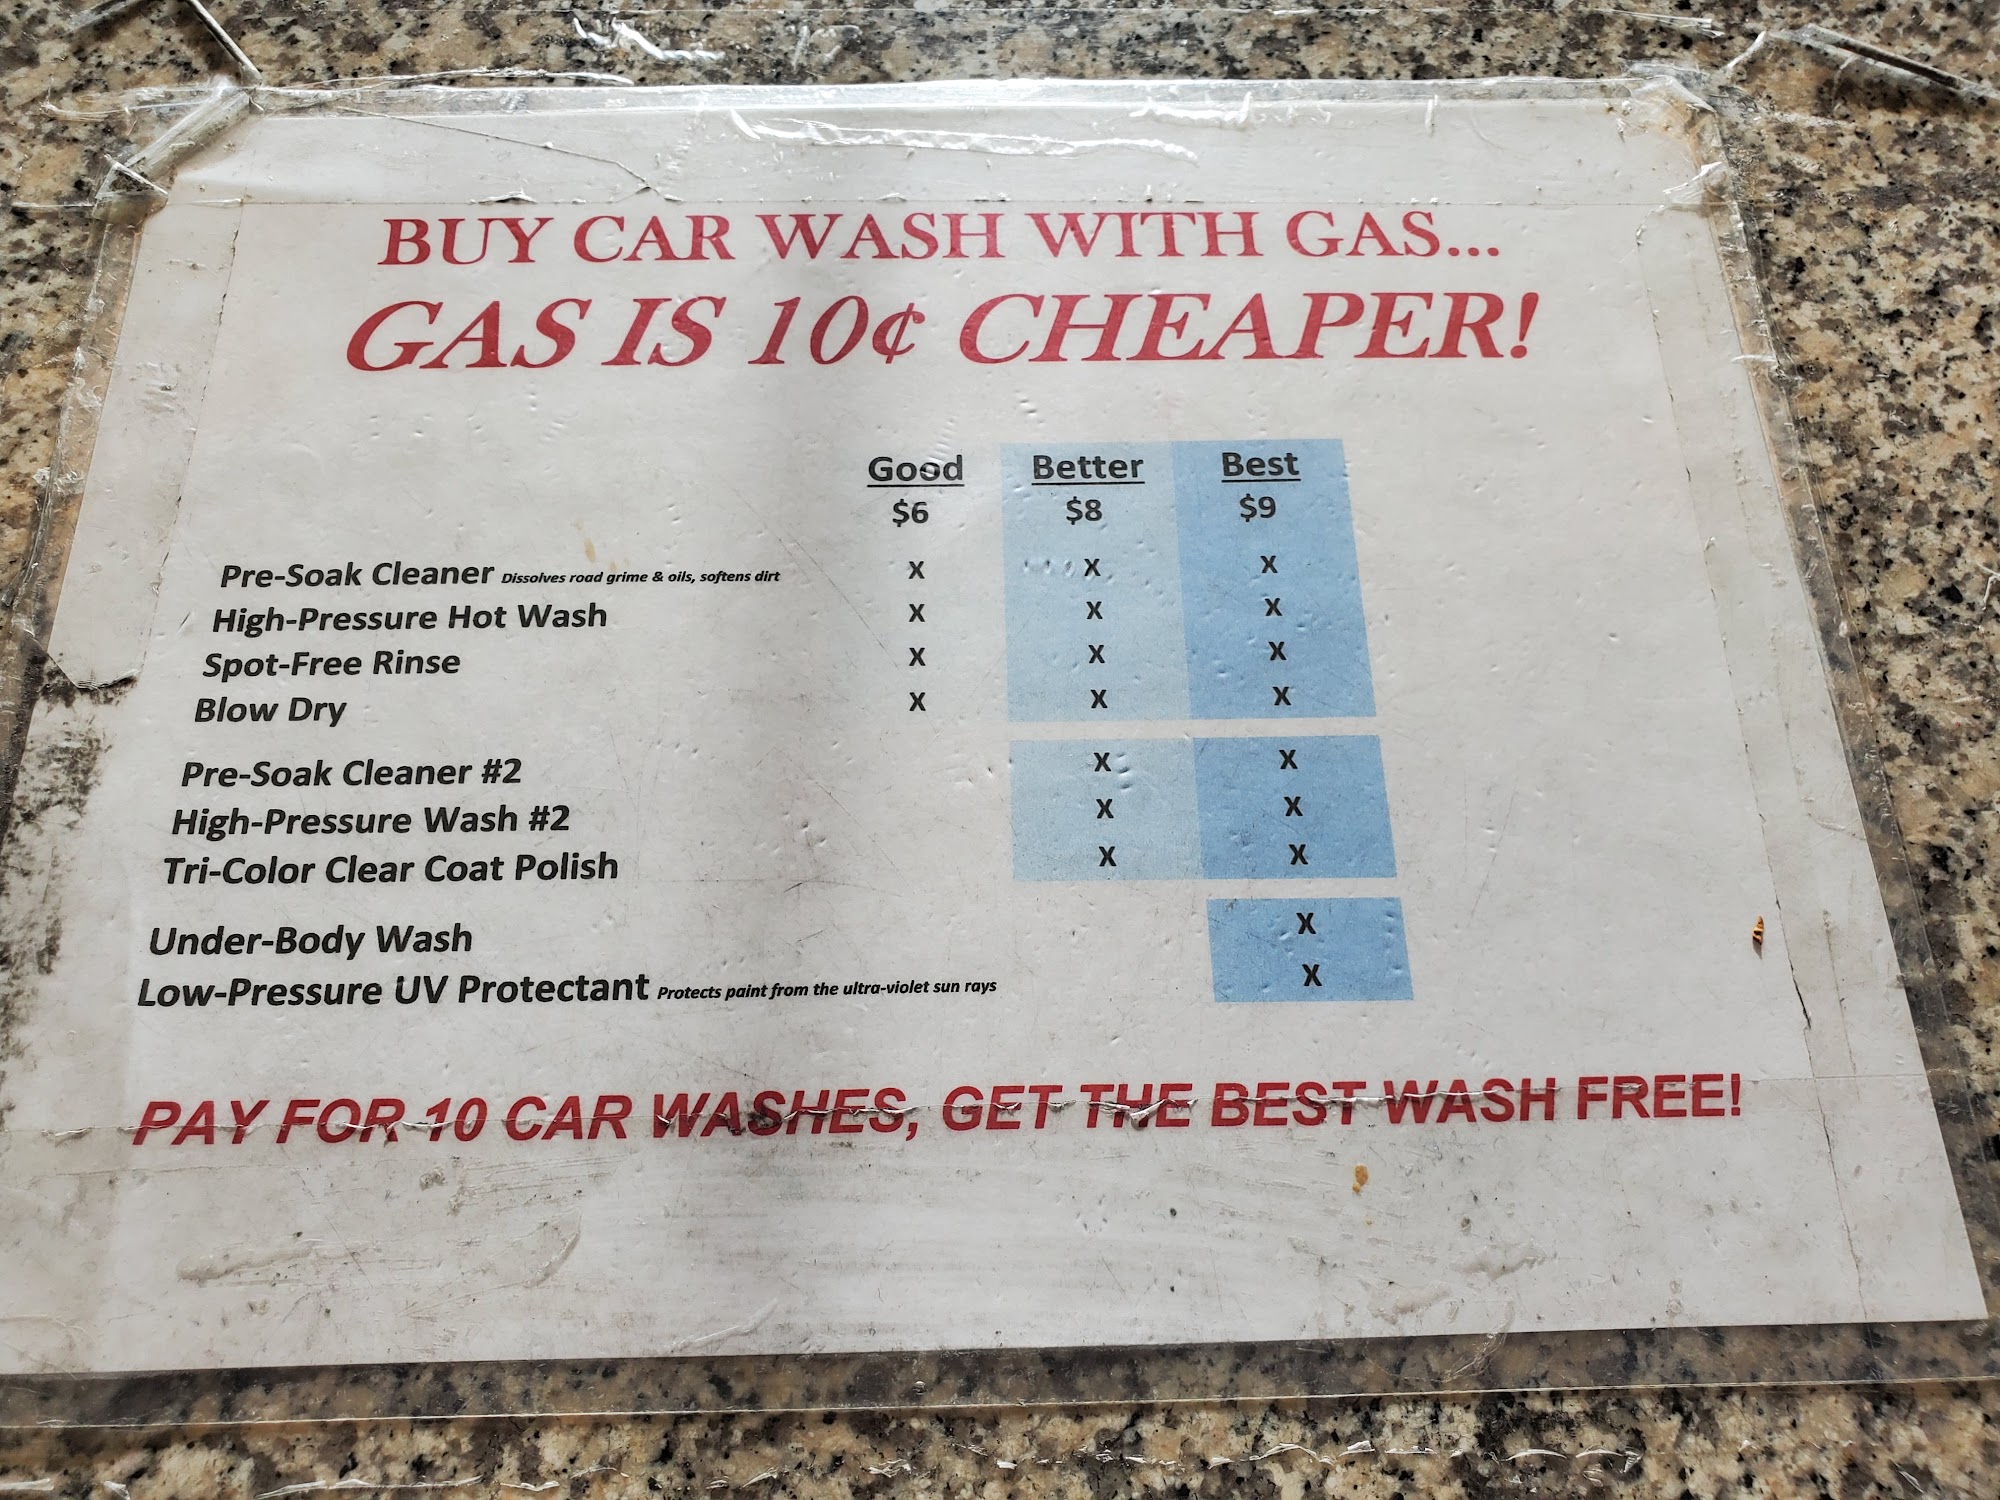 BUY CAR WASH WITH GAS...
GAS IS 10¢ CHEAPER!
Good Better Best
$6 $8 $9
Pre-Soak Cleaner Dissolves road grime & oils, softens dirt X X X
High-Pressure Hot Wash X X X
Spot-Free Rinse X X X
Blow Dry X X X
Pre-Soak Cleaner #2 X X
High-Pressure Wash #2 X X
Tri-Color Clear Coat Polish X X
Under-Body Wash X
Low-Pressure UV Protectant Protects paint from the ultra-violet sun rays X
PAY FOR 10 CAR WASHES, GET THE BEST WASH FREE!